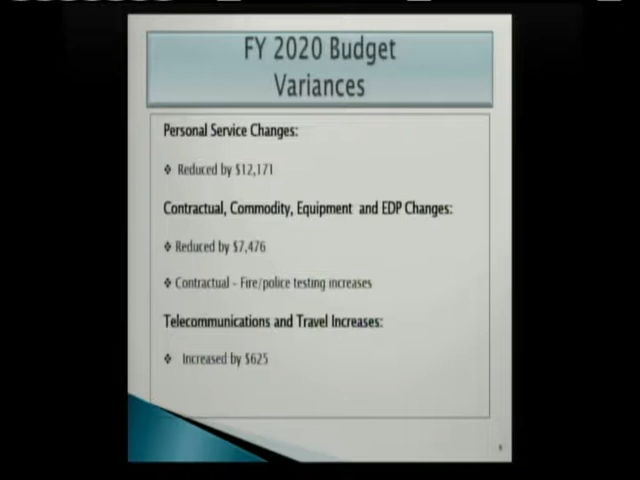 FY 2020 Budget
Variances
Personal Service Changes:
❖ Reduced by $12,171
Contractual, Commodity, Equipment and EDP Changes:
❖ Reduced by $7,476
❖ Contractual - Fire/police testing increases
Telecommunications and Travel Increases:
❖ Increased by $625